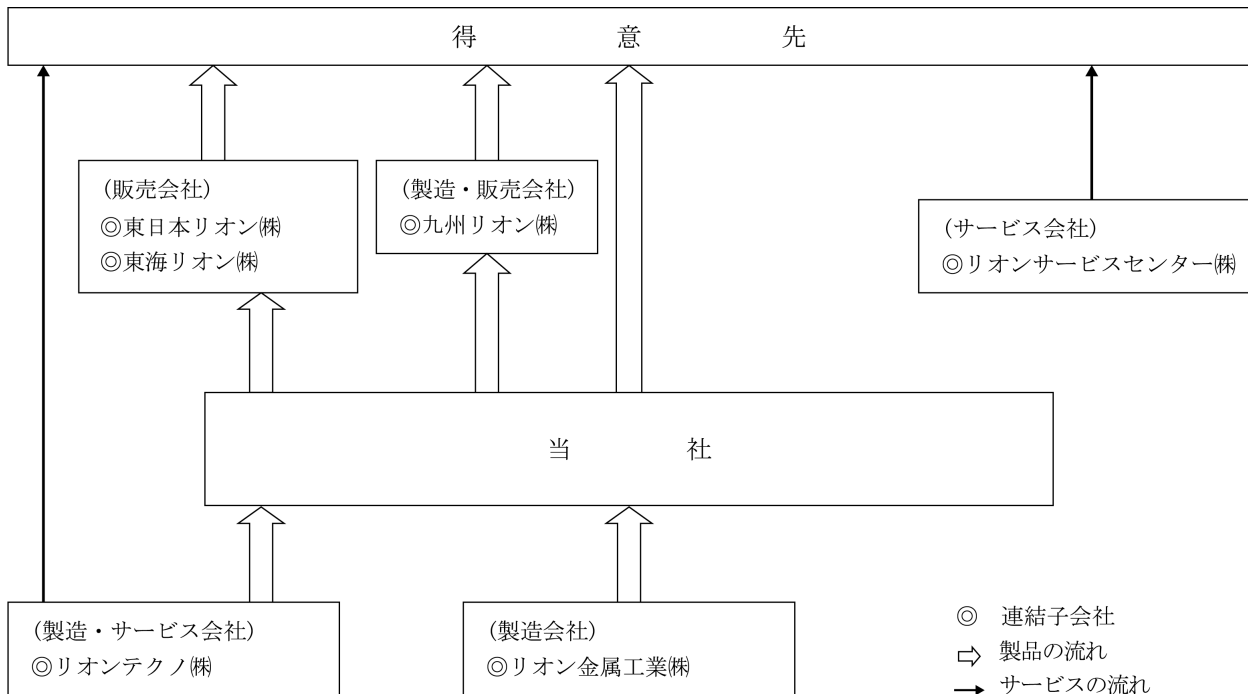 得意先
(販売会社)
◎東日本リオン㈱
◎東海リオン㈱
(製造・販売会社)
◎九州リオン㈱
(サービス会社)
◎リオンサービスセンター㈱
当社
(製造・サービス会社)
◎リオンテクノ㈱
(製造会社)
◎リオン金属工業㈱
◎ 連結子会社
⇨ 製品の流れ
→ サービスの流れ